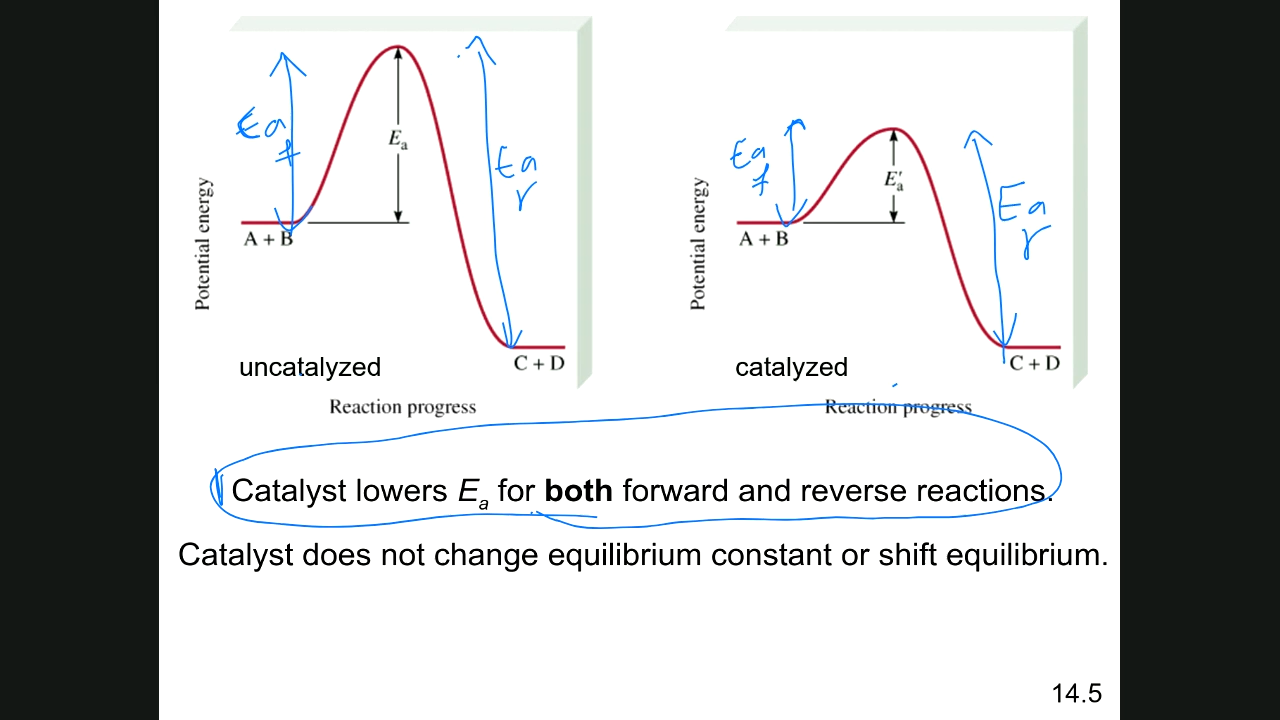 Ea
f
Ea
Ea
r
A + B
Potential energy
uncatalyzed
C + D
Reaction progress
Ea
f
E′a
Ea
r
A + B
Potential energy
catalyzed
C + D
Reaction progress
Catalyst lowers Ea for both forward and reverse reactions.
Catalyst does not change equilibrium constant or shift equilibrium.
14.5